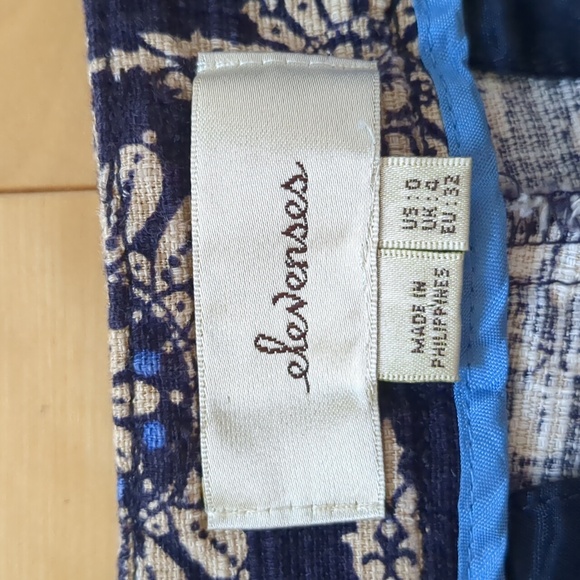 elevenses
US:0
UK:4
EU:32
MADE IN
PHILIPPINES